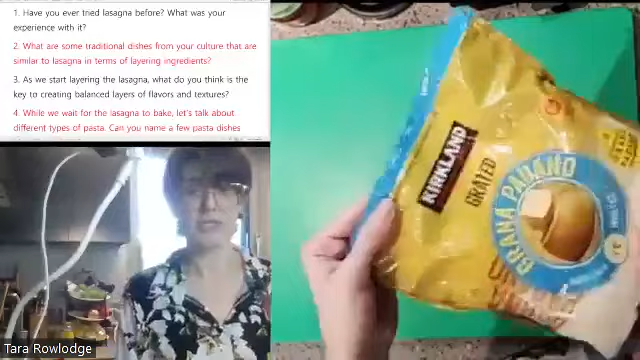 1. Have you ever tried lasagna before? What was your
experience with it?
2. What are some traditional dishes from your culture that are
similar to lasagna in terms of layering ingredients?
3. As we start layering the lasagna, what do you think is the
key to creating balanced layers of flavors and textures?
4. While we wait for the lasagna to bake, let's talk about
different types of pasta. Can you name a few pasta dishes
KIRKLAND
GRATED
GRANA PADANO
Tara Rowlodge